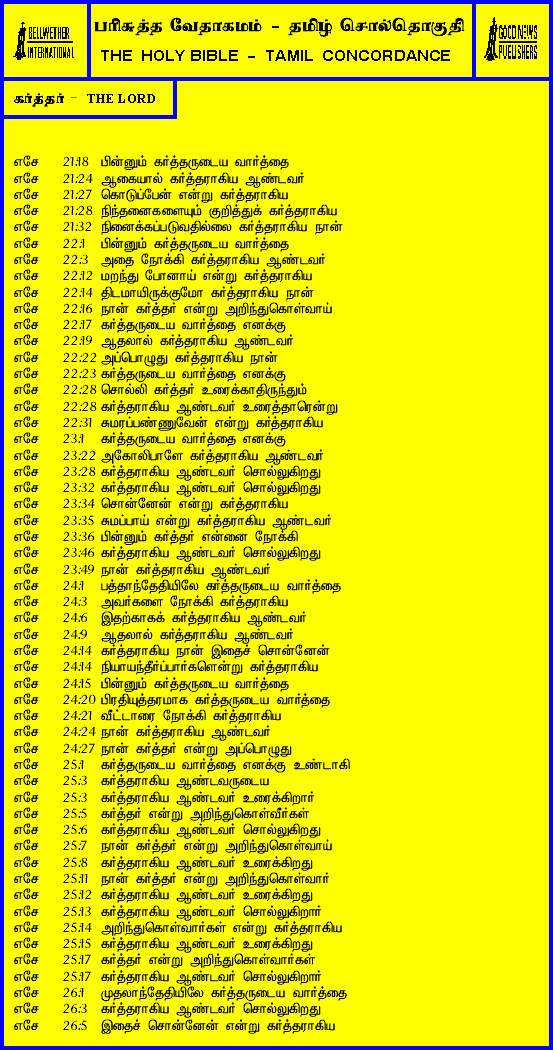 BELLWETHER
INTERNATIONAL
பரிசுத்த வேதாகமம் - தமிழ் சொல்தொகுதி
THE HOLY BIBLE - TAMIL CONCORDANCE
GOOD NEWS
PUBLISHERS
கர்த்தர் - THE LORD
எசே 21:18 பின்னும் கர்த்தருடைய வார்த்தை
எசே 21:24 ஆகையால் கர்த்தராகிய ஆண்டவர்
எசே 21:27 கொடுப்பேன் என்று கர்த்தராகிய
எசே 21:28 நிந்தனைகளையும் குறித்துக் கர்த்தராகிய
எசே 21:32 நினைக்கப்படுவதில்லை கர்த்தராகிய நான்
எசே 22:1 பின்னும் கர்த்தருடைய வார்த்தை
எசே 22:3 அதை நோக்கி கர்த்தராகிய ஆண்டவர்
எசே 22:12 மறந்து போனாய் என்று கர்த்தராகிய
எசே 22:14 திடமாயிருக்குமோ கர்த்தராகிய நான்
எசே 22:16 நான் கர்த்தர் என்று அறிந்துகொள்வாய்
எசே 22:17 கர்த்தருடைய வார்த்தை எனக்கு
எசே 22:19 ஆதலால் கர்த்தராகிய ஆண்டவர்
எசே 22:22 அப்பொழுது கர்த்தராகிய நான்
எசே 22:23 கர்த்தருடைய வார்த்தை எனக்கு
எசே 22:28 சொல்லி கர்த்தர் உரைக்காதிருந்தும்
எசே 22:28 கர்த்தராகிய ஆண்டவர் உரைத்தாரென்று
எசே 22:31 சுமரப்பண்ணுவேன் என்று கர்த்தராகிய
எசே 23:1 கர்த்தருடைய வார்த்தை எனக்கு
எசே 23:22 அகோலிபாளே கர்த்தராகிய ஆண்டவர்
எசே 23:28 கர்த்தராகிய ஆண்டவர் சொல்லுகிறது
எசே 23:32 கர்த்தராகிய ஆண்டவர் சொல்லுகிறது
எசே 23:34 சொன்னேன் என்று கர்த்தராகிய
எசே 23:35 சுமப்பாய் என்று கர்த்தராகிய ஆண்டவர்
எசே 23:36 பின்னும் கர்த்தர் என்னை நோக்கி
எசே 23:46 கர்த்தராகிய ஆண்டவர் சொல்லுகிறது
எசே 23:49 நான் கர்த்தராகிய ஆண்டவர்
எசே 24:1 பத்தாந்தேதியிலே கர்த்தருடைய வார்த்தை
எசே 24:3 அவர்களை நோக்கி கர்த்தராகிய
எசே 24:6 இதற்காகக் கர்த்தராகிய ஆண்டவர்
எசே 24:9 ஆதலால் கர்த்தராகிய ஆண்டவர்
எசே 24:14 கர்த்தராகிய நான் இதைச் சொன்னேன்
எசே 24:14 நியாயந்தீர்ப்பார்களென்று கர்த்தராகிய
எசே 24:15 பின்னும் கர்த்தருடைய வார்த்தை
எசே 24:20 பிரதியுத்தரமாக கர்த்தருடைய வார்த்தை
எசே 24:21 வீட்டாரை நோக்கி கர்த்தராகிய
எசே 24:24 நான் கர்த்தராகிய ஆண்டவர்
எசே 24:27 நான் கர்த்தர் என்று அப்பொழுது
எசே 25:1 கர்த்தருடைய வார்த்தை எனக்கு உண்டாகி
எசே 25:3 கர்த்தராகிய ஆண்டவருடைய
எசே 25:3 கர்த்தராகிய ஆண்டவர் உரைக்கிறார்
எசே 25:5 கர்த்தர் என்று அறிந்துகொள்வீர்கள்
எசே 25:6 கர்த்தராகிய ஆண்டவர் சொல்லுகிறது
எசே 25:7 நான் கர்த்தர் என்று அறிந்துகொள்வாய்
எசே 25:8 கர்த்தராகிய ஆண்டவர் உரைக்கிறது
எசே 25:11 நான் கர்த்தர் என்று அறிந்துகொள்வார்
எசே 25:12 கர்த்தராகிய ஆண்டவர் உரைக்கிறது
எசே 25:13 கர்த்தராகிய ஆண்டவர் சொல்லுகிறார்
எசே 25:14 அறிந்துகொள்வார்கள் என்று கர்த்தராகிய
எசே 25:15 கர்த்தராகிய ஆண்டவர் உரைக்கிறது
எசே 25:17 கர்த்தர் என்று அறிந்துகொள்வார்கள்
எசே 25:17 கர்த்தராகிய ஆண்டவர் சொல்லுகிறார்
எசே 26:1 முதலாந்தேதியிலே கர்த்தருடைய வார்த்தை
எசே 26:3 கர்த்தராகிய ஆண்டவர் சொல்லுகிறது
எசே 26:5 இதைச் சொன்னேன் என்று கர்த்தராகிய